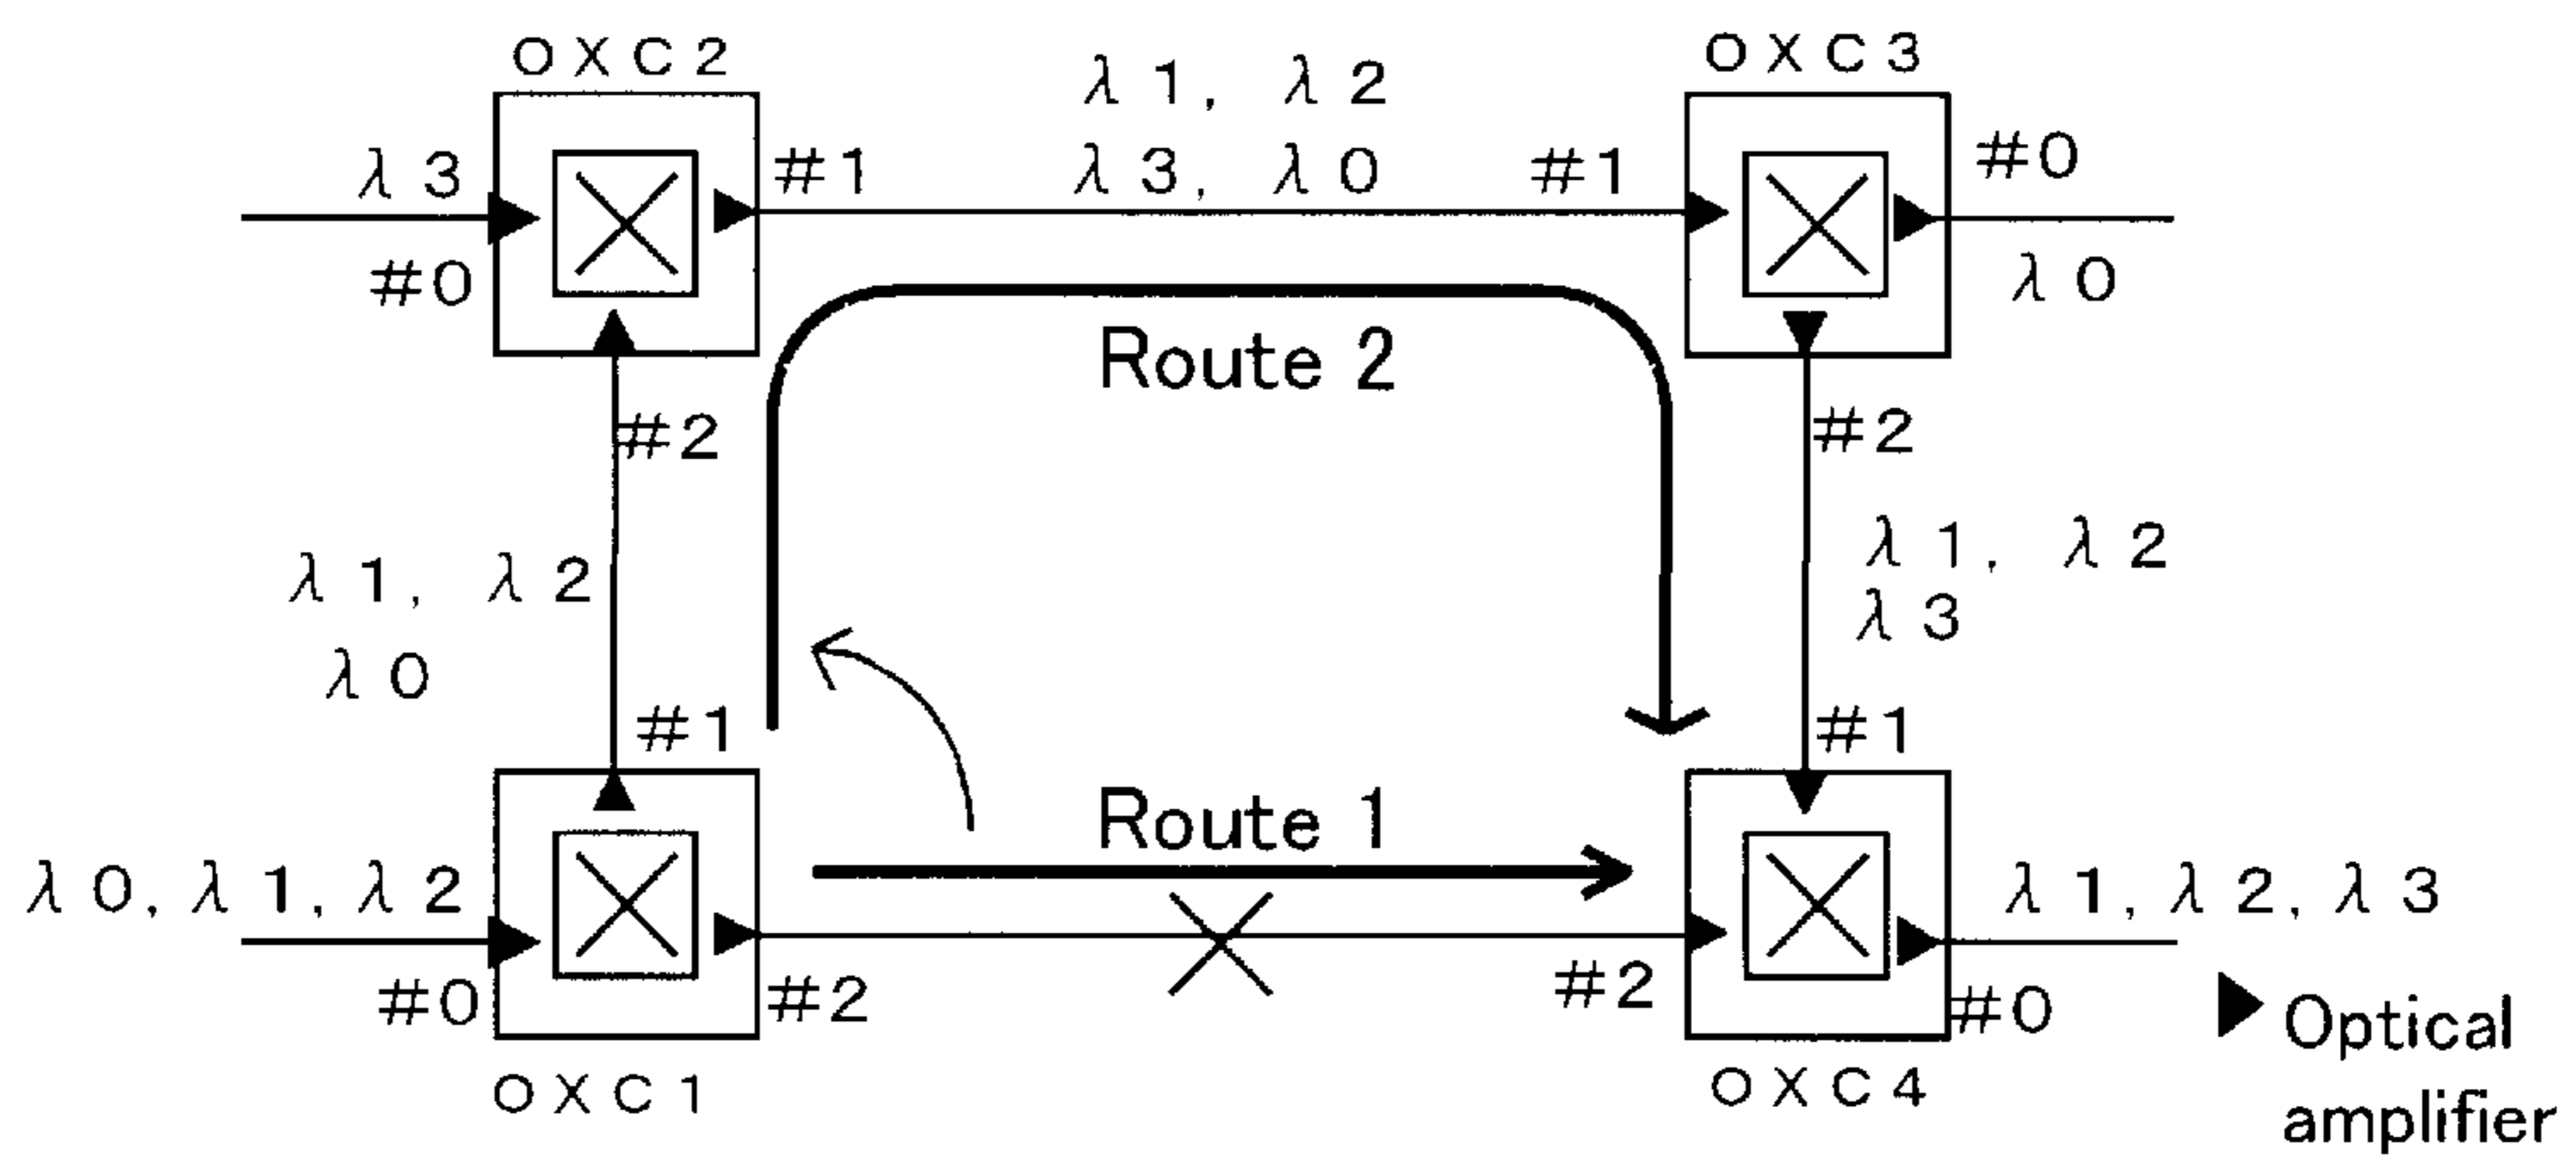 OXC2
OXC3
λ1, λ2
λ3, λ0
λ3
#0
#1
#1
#0
λ0
Route 2
#2
#2
λ1, λ2
λ0
λ1, λ2
λ3
#1
#1
Route 1
λ0, λ1, λ2
#0
#2
#2
λ1, λ2, λ3
#0
OXC1
OXC4
Optical
amplifier